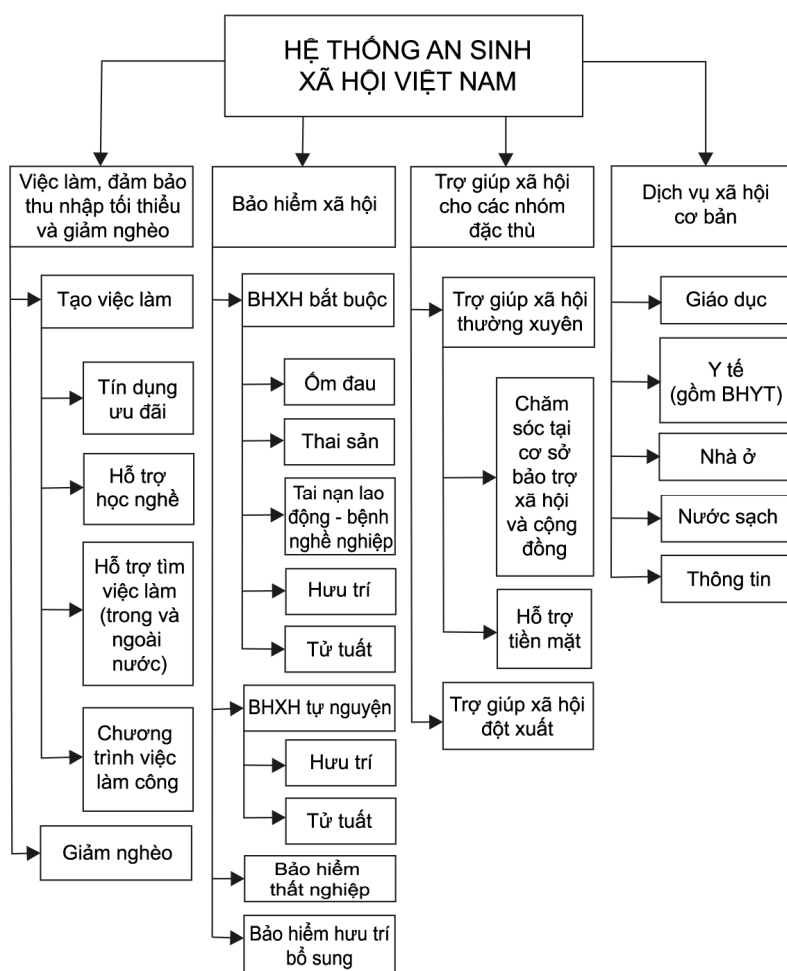 HỆ THỐNG AN SINH
XÃ HỘI VIỆT NAM
Việc làm, đảm bảo
thu nhập tối thiểu
và giảm nghèo
Tạo việc làm
Tín dụng
ưu đãi
Hỗ trợ
học nghề
Hỗ trợ tìm
việc làm
(trong và
ngoài
nước)
Chương
trình việc
làm công
Giảm nghèo
Bảo hiểm xã hội
BHXH bắt buộc
Ốm đau
Thai sản
Tai nạn lao
động - bệnh
nghề nghiệp
Hưu trí
Tử tuất
BHXH tự nguyện
Hưu trí
Tử tuất
Bảo hiểm
thất nghiệp
Bảo hiểm hưu trí
bổ sung
Trợ giúp xã hội
cho các nhóm
đặc thù
Trợ giúp xã hội
thường xuyên
Chăm
sóc tại
cơ sở
bảo trợ
xã hội
và cộng
đồng
Hỗ trợ
tiền mặt
Trợ giúp xã hội
đột xuất
Dịch vụ xã hội
cơ bản
Giáo dục
Y tế
(gồm BHYT)
Nhà ở
Nước sạch
Thông tin